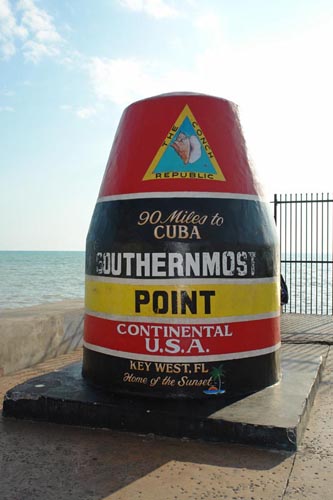 THE CONCH
REPUBLIC
90 Miles to
CUBA
SOUTHERNMOST
POINT
CONTINENTAL
U.S.A.
KEY WEST, FL
Home of the Sunset